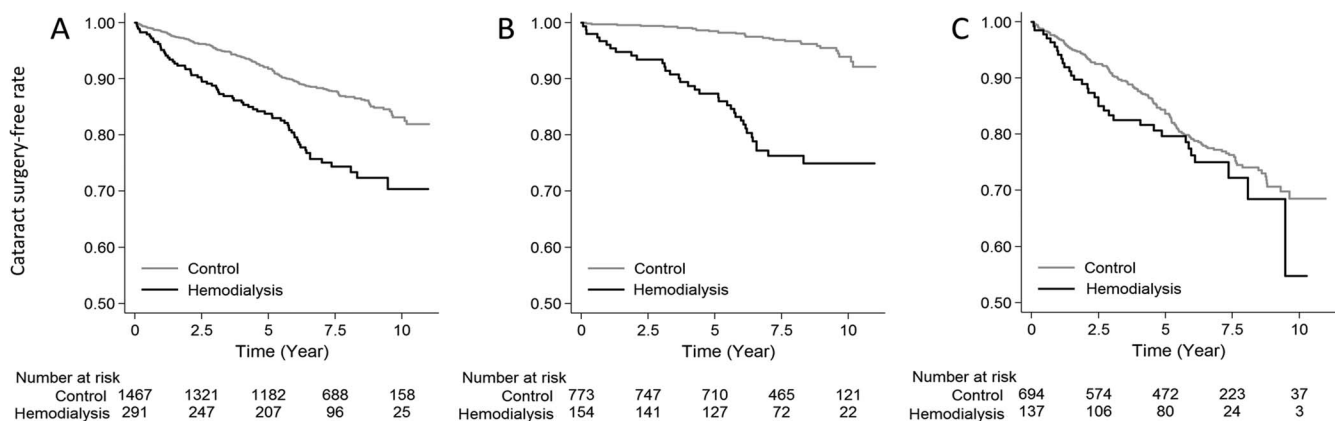 A
1.00
0.90
0.80
0.70
0.60
0.50
Cataract surgery-free rate
Control
Hemodialysis
0 2.5 5 7.5 10
Time (Year)
Number at risk
Control 1467 1321 1182 688 158
Hemodialysis 291 247 207 96 25
B
1.00
0.90
0.80
0.70
0.60
0.50
Control
Hemodialysis
0 2.5 5 7.5 10
Time (Year)
Number at risk
Control 773 747 710 465 121
Hemodialysis 154 141 127 72 22
C
1.00
0.90
0.80
0.70
0.60
0.50
Control
Hemodialysis
0 2.5 5 7.5 10
Time (Year)
Number at risk
Control 694 574 472 223 37
Hemodialysis 137 106 80 24 3